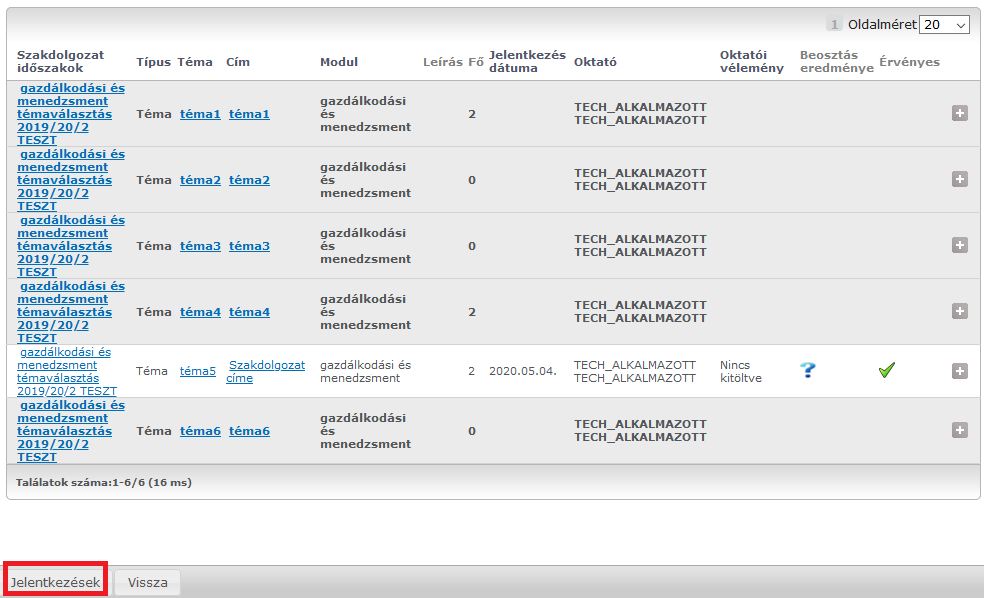 1 Oldalméret 20
Szakdolgozat időszakok Típus Téma Cím Modul Leírás Fő Jelentkezés dátuma Oktató Oktatói vélemény Beosztás eredménye Érvényes
gazdálkodási és
menedzsment
témaválasztás
2019/20/2
TESZT
Téma téma1 téma1
gazdálkodási
és
menedzsment
2
TECH_ALKALMAZOTT
TECH_ALKALMAZOTT
gazdálkodási és
menedzsment
témaválasztás
2019/20/2
TESZT
Téma téma2 téma2
gazdálkodási
és
menedzsment
0
TECH_ALKALMAZOTT
TECH_ALKALMAZOTT
gazdálkodási és
menedzsment
témaválasztás
2019/20/2
TESZT
Téma téma3 téma3
gazdálkodási
és
menedzsment
0
TECH_ALKALMAZOTT
TECH_ALKALMAZOTT
gazdálkodási és
menedzsment
témaválasztás
2019/20/2
TESZT
Téma téma4 téma4
gazdálkodási
és
menedzsment
2
TECH_ALKALMAZOTT
TECH_ALKALMAZOTT
gazdálkodási és
menedzsment
témaválasztás
2019/20/2 TESZT
Téma téma5
Szakdolgozat
címe
gazdálkodási és
menedzsment
2 2020.05.04.
TECH_ALKALMAZOTT
TECH_ALKALMAZOTT
Nincs
kitöltve
gazdálkodási és
menedzsment
témaválasztás
2019/20/2
TESZT
Téma téma6 téma6
gazdálkodási
és
menedzsment
0
TECH_ALKALMAZOTT
TECH_ALKALMAZOTT
Találatok száma:1-6/6 (16 ms)
Jelentkezések Vissza